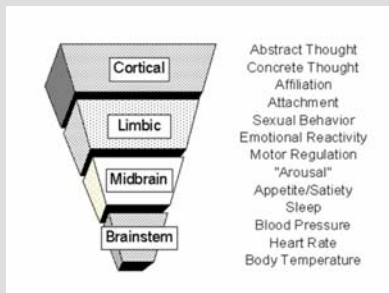 Cortical
Limbic
Midbrain
Brainstem
Abstract Thought
Concrete Thought
Affiliation
Attachment
Sexual Behavior
Emotional Reactivity
Motor Regulation
"Arousal"
Appetite/Satiety
Sleep
Blood Pressure
Heart Rate
Body Temperature